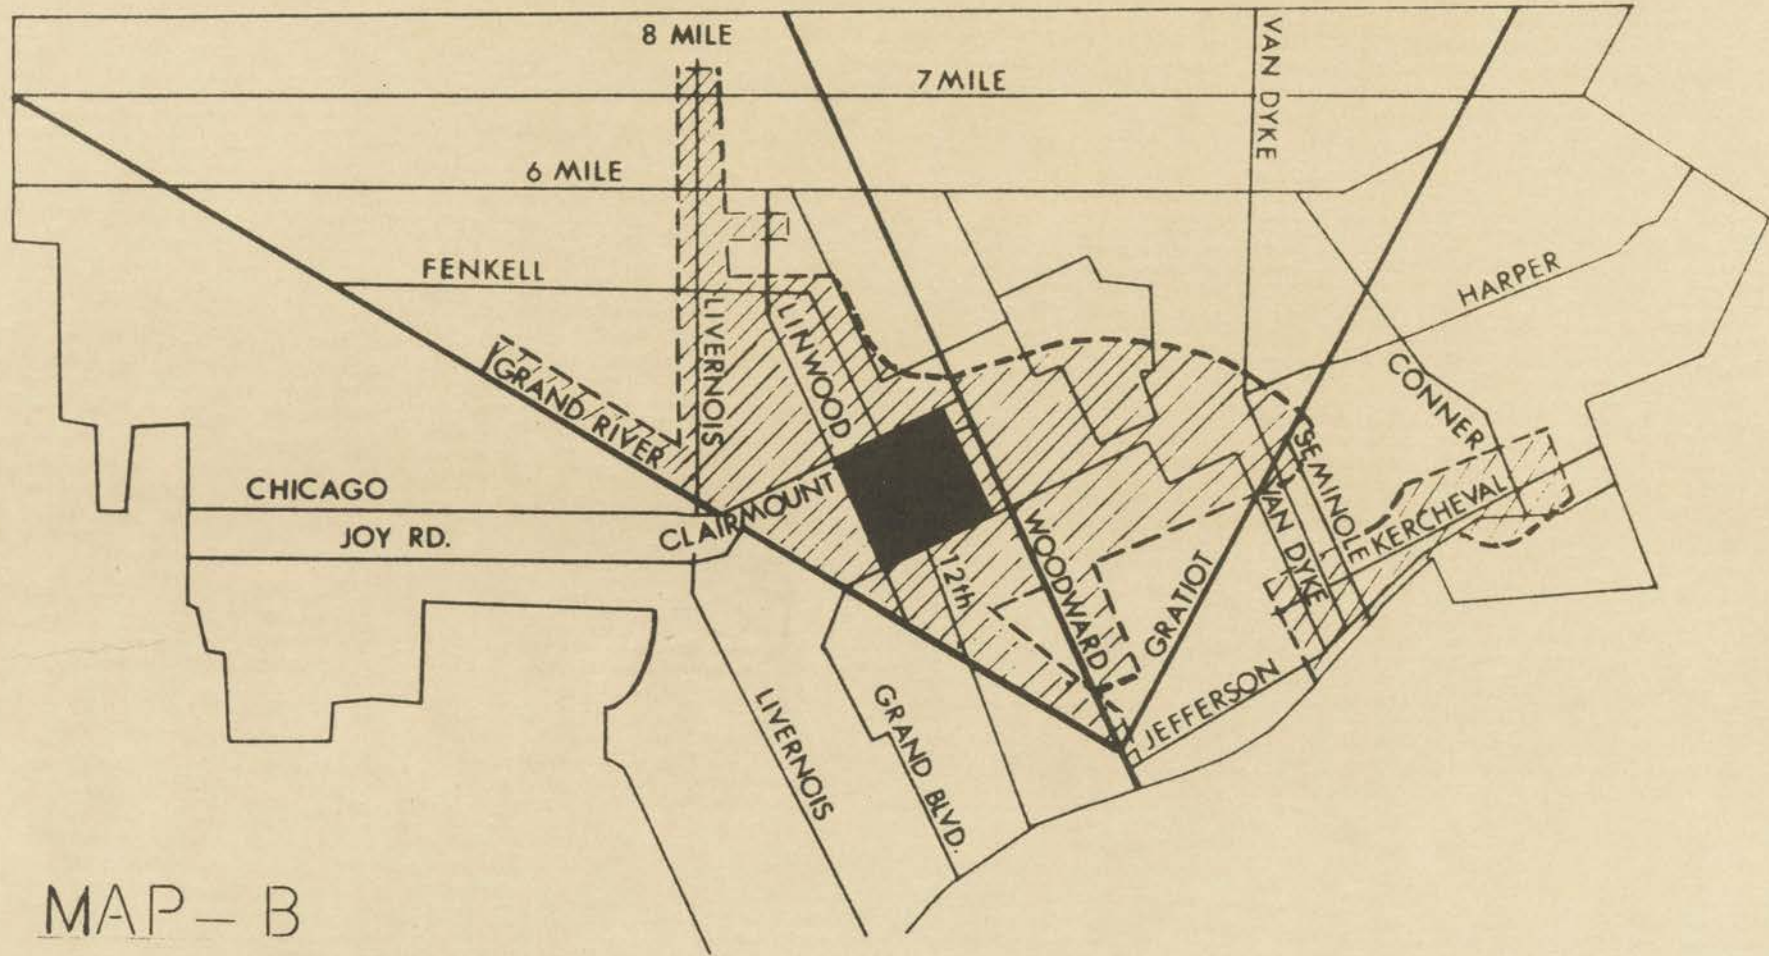 8 MILE
VAN DYKE
7 MILE
6 MILE
FENKELL
HARPER
LIVERNOIS
LINWOOD
GRAND RIVER
CONNER
SEMINOLE
CHICAGO
CLAIRMOUNT
KERCHEVAL
JOY RD.
VAN DYKE
12th
WOODWARD
GRATIOT
JEFFERSON
LIVERNOIS
GRAND BLVD.
MAP - B